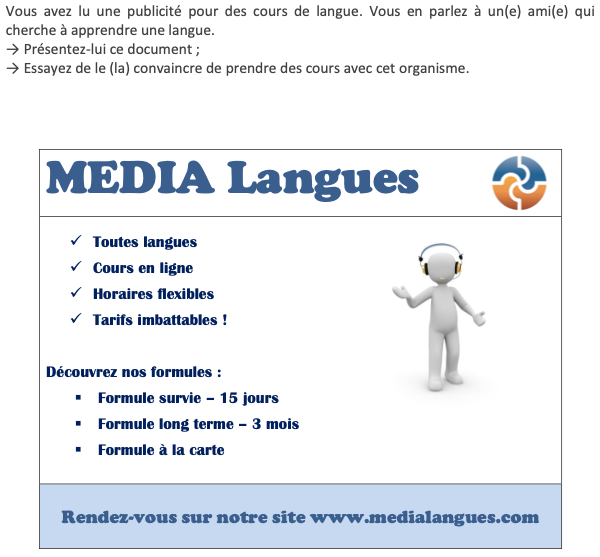 Vous avez lu une publicité pour des cours de langue. Vous en parlez à un(e) ami(e) qui
cherche à apprendre une langue.
→ Présentez-lui ce document ;
→ Essayez de le (la) convaincre de prendre des cours avec cet organisme.
MEDIA Langues
✓ Toutes langues
✓ Cours en ligne
✓ Horaires flexibles
✓ Tarifs imbattables !
Découvrez nos formules :
▪ Formule survie – 15 jours
▪ Formule long terme – 3 mois
▪ Formule à la carte
Rendez-vous sur notre site www.medialangues.com